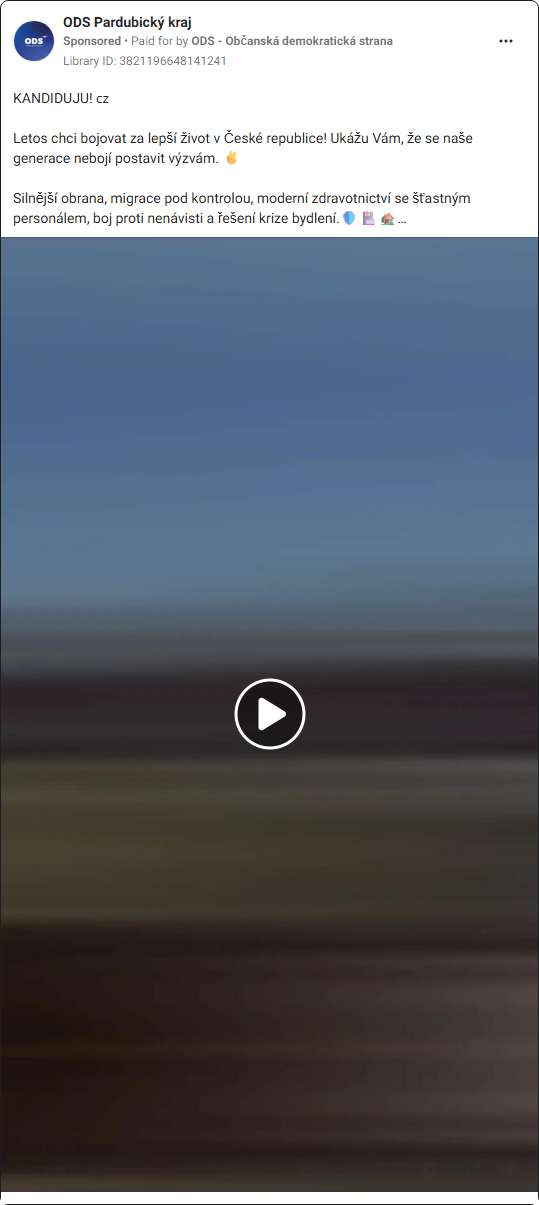 ODS
ODS Pardubický kraj
Sponsored • Paid for by ODS - Občanská demokratická strana
Library ID: 3821196648141241
KANDIDUJU! cz
Letos chci bojovat za lepší život v České republice! Ukážu Vám, že se naše
generace nebojí postavit výzvám. ✌
Silnější obrana, migrace pod kontrolou, moderní zdravotnictví se šťastným
personálem, boj proti nenávisti a řešení krize bydlení. 🛡 💾 🏠 ...